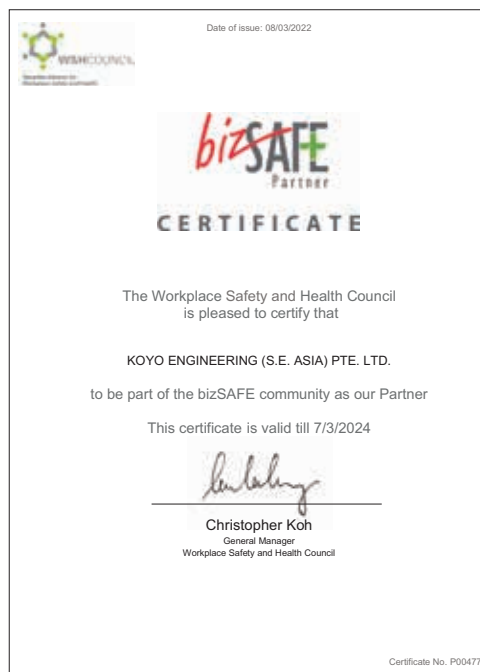 Date of issue: 08/03/2022
WSHCOUNCIL
bizSAFE
Partner
CERTIFICATE
The Workplace Safety and Health Council
is pleased to certify that
KOYO ENGINEERING (S.E. ASIA) PTE. LTD.
to be part of the bizSAFE community as our Partner
This certificate is valid till 7/3/2024
Christopher Koh
General Manager
Workplace Safety and Health Council
Certificate No. P00477